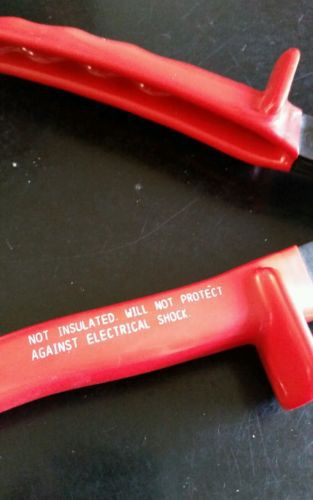 NOT INSULATED. WILL NOT PROTECT
AGAINST ELECTRICAL SHOCK.